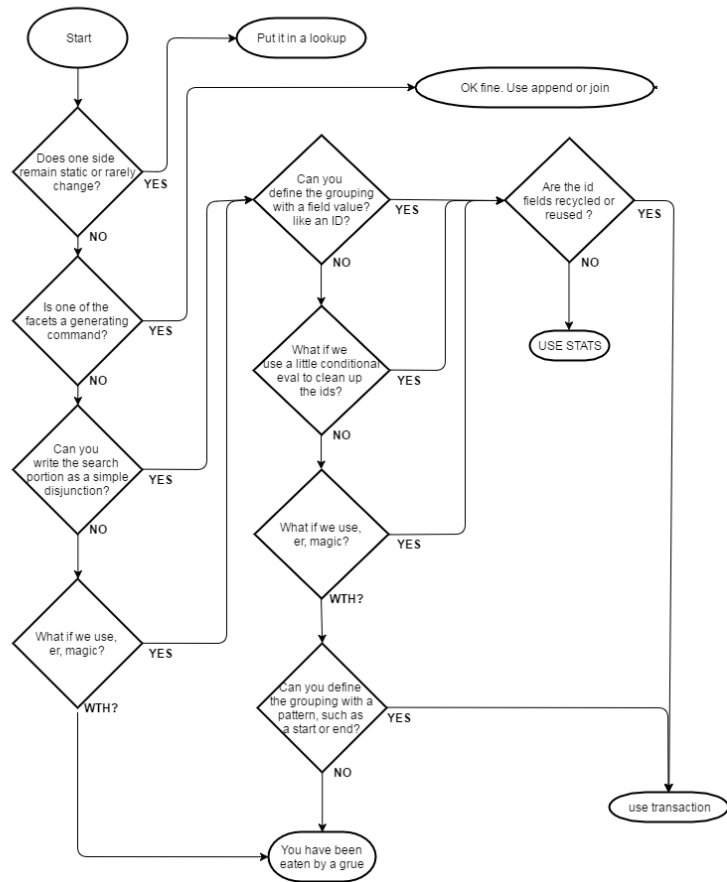 Start
Put it in a lookup
OK fine. Use append or join
Does one side
remain static or rarely
change?
YES
NO
Can you
define the grouping
with a field value?
like an ID?
YES
NO
Are the id
fields recycled or
reused ?
YES
NO
Is one of the
facets a generating
command?
YES
NO
What if we
use a little conditional
eval to clean up
the ids?
YES
NO
USE STATS
Can you
write the search
portion as a simple
disjunction?
YES
NO
What if we use,
er, magic?
YES
WTH?
What if we use,
er, magic?
YES
WTH?
Can you define
the grouping with a
pattern, such as
a start or end?
YES
NO
use transaction
You have been
eaten by a grue